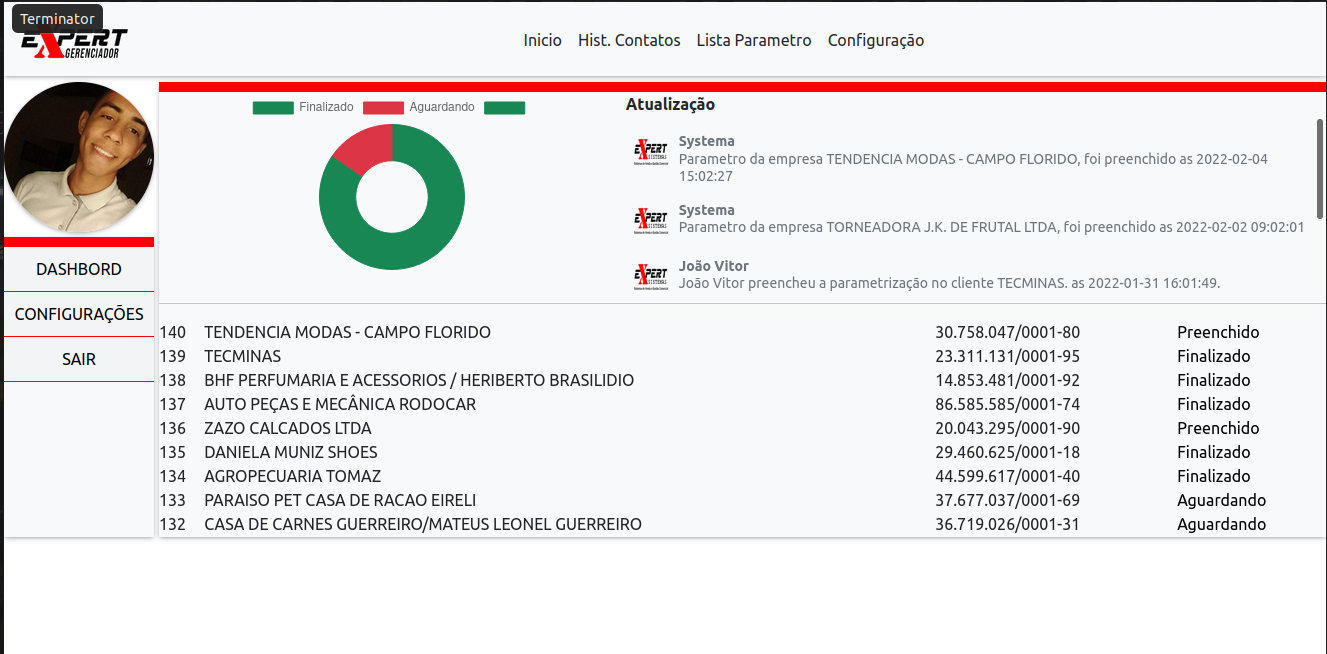 Terminator
EXPERT
GERENCIADOR
Inicio Hist. Contatos Lista Parametro Configuração
Finalizado Aguardando
Atualização
EXPERT
SISTEMAS
Systema
Parametro da empresa TENDENCIA MODAS - CAMPO FLORIDO, foi preenchido as 2022-02-04
15:02:27
EXPERT
SISTEMAS
Systema
Parametro da empresa TORNEADORA J.K. DE FRUTAL LTDA, foi preenchido as 2022-02-02 09:02:01
EXPERT
SISTEMAS
João Vitor
João Vitor preencheu a parametrização no cliente TECMINAS. as 2022-01-31 16:01:49.
DASHBORD
CONFIGURAÇÕES
SAIR
140 TENDENCIA MODAS - CAMPO FLORIDO 30.758.047/0001-80 Preenchido
139 TECMINAS 23.311.131/0001-95 Finalizado
138 BHF PERFUMARIA E ACESSORIOS / HERIBERTO BRASILIDIO 14.853.481/0001-92 Finalizado
137 AUTO PEÇAS E MECÂNICA RODOCAR 86.585.585/0001-74 Finalizado
136 ZAZO CALCADOS LTDA 20.043.295/0001-90 Preenchido
135 DANIELA MUNIZ SHOES 29.460.625/0001-18 Finalizado
134 AGROPECUARIA TOMAZ 44.599.617/0001-40 Finalizado
133 PARAISO PET CASA DE RACAO EIRELI 37.677.037/0001-69 Aguardando
132 CASA DE CARNES GUERREIRO/MATEUS LEONEL GUERREIRO 36.719.026/0001-31 Aguardando